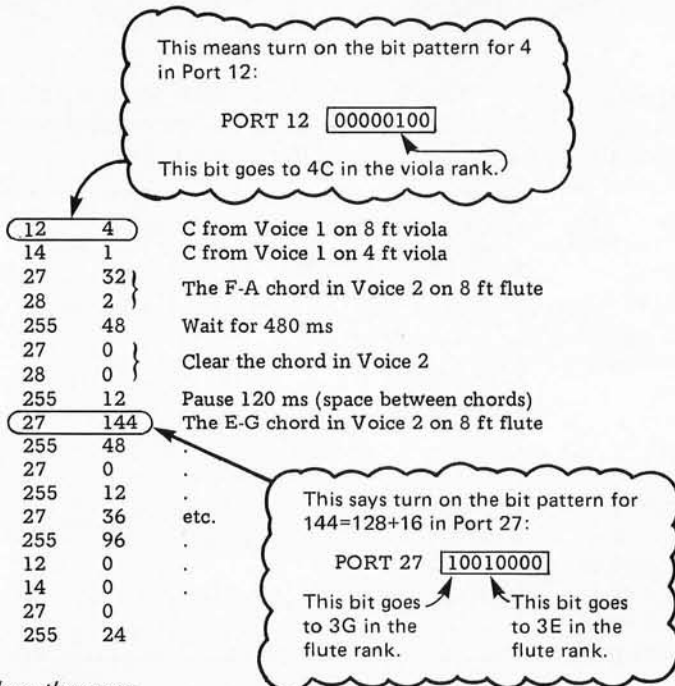 This means turn on the bit pattern for 4
in Port 12:
PORT 12 00000100
This bit goes to 4C in the viola rank.
12 4 C from Voice 1 on 8 ft viola
14 1 C from Voice 1 on 4 ft viola
27 32
28 2
The F-A chord in Voice 2 on 8 ft flute
255 48 Wait for 480 ms
27 0
28 0
Clear the chord in Voice 2
255 12 Pause 120 ms (space between chords)
27 144 The E-G chord in Voice 2 on 8 ft flute
255 48 .
27 0 .
255 12 .
27 36 etc.
255 96 .
12 0 .
14 0 .
27 0
255 24
This says turn on the bit pattern for
144=128+16 in Port 27:
PORT 27 10010000
This bit goes
to 3G in the
flute rank.
This bit goes
to 3E in the
flute rank.